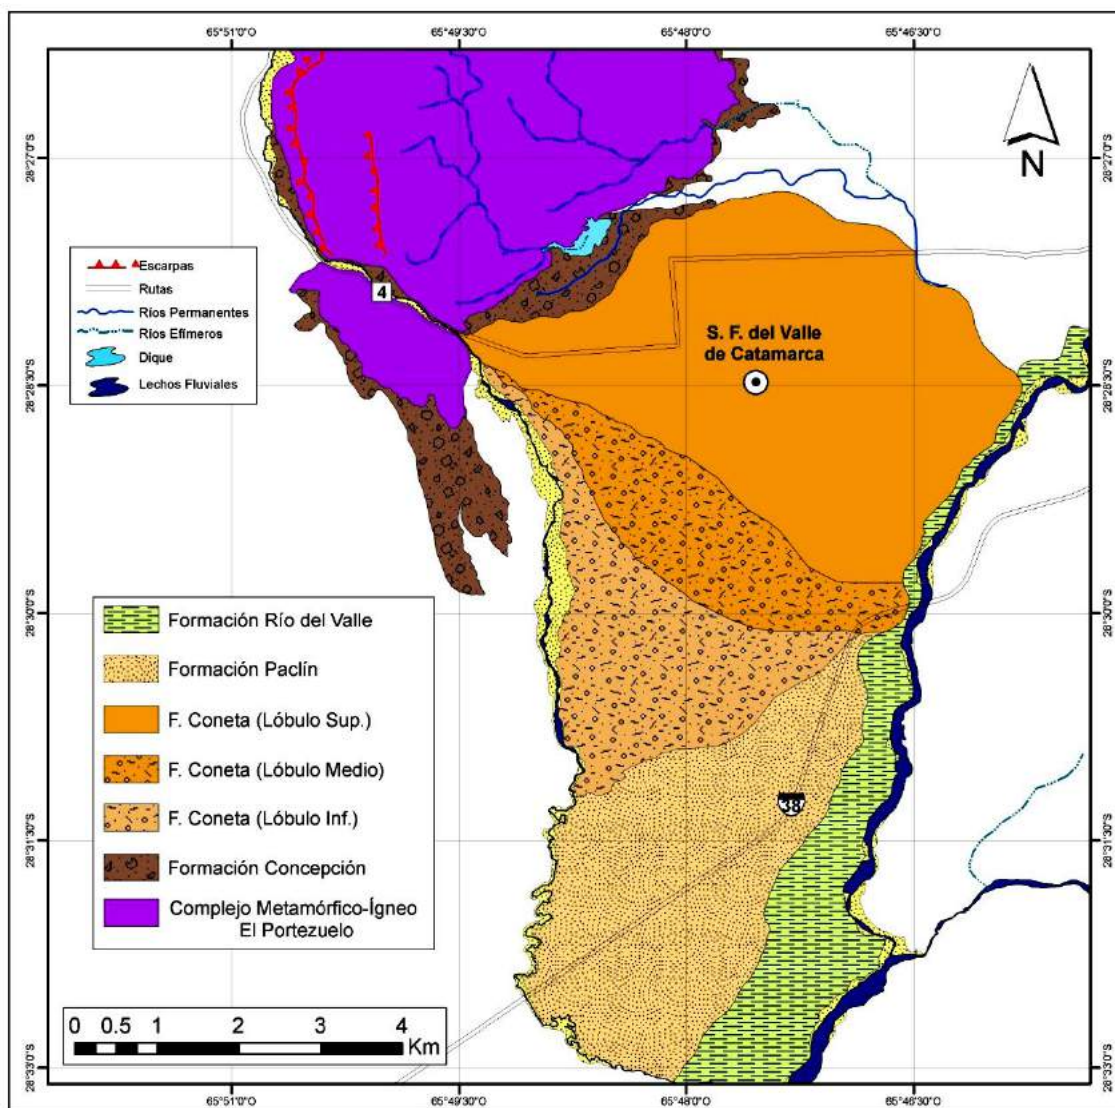 65°51'0"O
65°49'30"O
65°48'0"O
65°46'30"O
28°27'0"S
28°27'0"S
N
Escarpas
Rutas
Ríos Permanentes
Ríos Efímeros
Dique
Lechos Fluviales
4
S. F. del Valle
de Catamarca
28°28'30"S
28°28'30"S
28°30'0"S
28°30'0"S
Formación Río del Valle
Formación Paclín
F. Coneta (Lóbulo Sup.)
F. Coneta (Lóbulo Medio)
F. Coneta (Lóbulo Inf.)
Formación Concepción
Complejo Metamórfico-Ígneo
El Portezuelo
38
28°31'30"S
28°31'30"S
0 0.5 1 2 3 4
Km
28°33'0"S
28°33'0"S
65°51'0"O
65°49'30"O
65°48'0"O
65°46'30"O